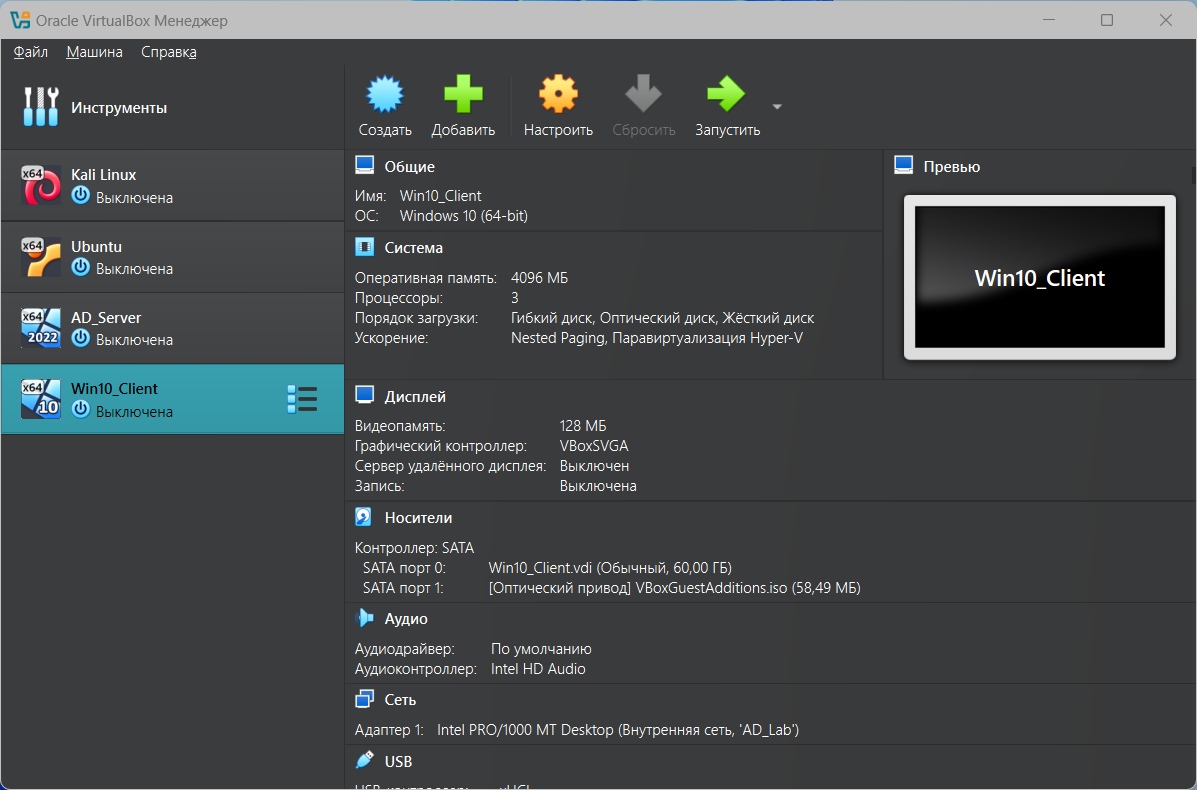 Oracle VirtualBox Менеджер
Файл Машина Справка
Инструменты
Создать Добавить Настроить Сбросить Запустить
x64 Kali Linux
Выключена
x64 Ubuntu
Выключена
x64 2022 AD_Server
Выключена
x64 10 Win10_Client
Выключена
Общие
Имя: Win10_Client
ОС: Windows 10 (64-bit)
Система
Оперативная память: 4096 МБ
Процессоры: 3
Порядок загрузки: Гибкий диск, Оптический диск, Жёсткий диск
Ускорение: Nested Paging, Паравиртуализация Hyper-V
Превью
Win10_Client
Дисплей
Видеопамять: 128 МБ
Графический контроллер: VBoxSVGA
Сервер удалённого дисплея: Выключен
Запись: Выключена
Носители
Контроллер: SATA
SATA порт 0: Win10_Client.vdi (Обычный, 60,00 ГБ)
SATA порт 1: [Оптический привод] VBoxGuestAdditions.iso (58,49 МБ)
Аудио
Аудиодрайвер: По умолчанию
Аудиоконтроллер: Intel HD Audio
Сеть
Адаптер 1: Intel PRO/1000 MT Desktop (Внутренняя сеть, 'AD_Lab')
USB